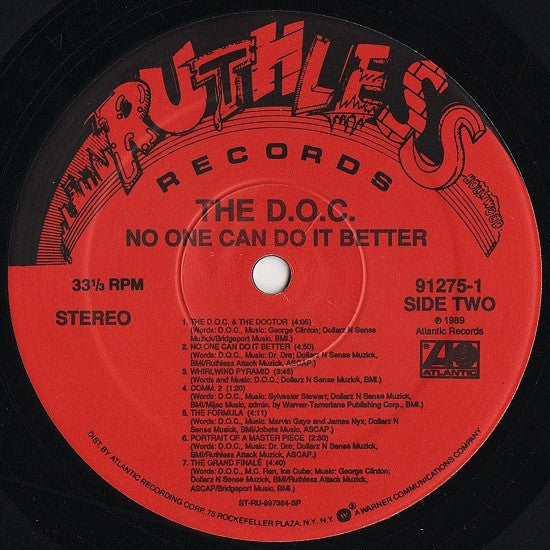 RUTHLESS
HOLLYWOOD
RECORDS
THE D.O.C.
NO ONE CAN DO IT BETTER
33⅓ RPM
STEREO
91275-1
SIDE TWO
℗ 1989
Atlantic Records
ATLANTIC
1. THE D.O.C. & THE DOCTOR (4:06)
(Words: D.O.C., Music: George Clinton; Dollarz N Sense
Muzick/Bridgeport Music, BMI.)
2. NO ONE CAN DO IT BETTER (4:50)
(Words: D.O.C., Music: Dr. Dre; Dollarz N Sense Muzick,
BMI/Ruthless Attack Muzick, ASCAP.)
3. WHIRLWIND PYRAMID (3:45)
(Words and Music: D.O.C.; Dollarz N Sense Muzick, BMI.)
4. COMM. 2 (1:20)
(Words: D.O.C., Music: Sylvester Stewart; Dollarz N Sense Muzick,
BMI/Mijac Music, admin. by Warner-Tamerlane Publishing Corp., BMI.)
5. THE FORMULA (4:11)
(Words: D.O.C., Music: Marvin Gaye and James Nyx; Dollarz N
Sense Muzick, BMI/Jobete Music, ASCAP.)
6. PORTRAIT OF A MASTER PIECE (2:30)
(Words: D.O.C., Music: Dr. Dre; Dollarz N Sense Muzick,
BMI/Ruthless Attack Muzick, ASCAP.)
7. THE GRAND FINALÉ (4:40)
(Words: D.O.C., M.C. Ren, Ice Cube; Music: George Clinton;
Dollarz N Sense Muzick, BMI/Ruthless Attack Muzick,
ASCAP/Bridgeport Music, BMI.)
ST-RU-897384-SP
DIST. BY ATLANTIC RECORDING CORP., 75 ROCKEFELLER PLAZA, N.Y., N.Y. A WARNER COMMUNICATIONS COMPANY